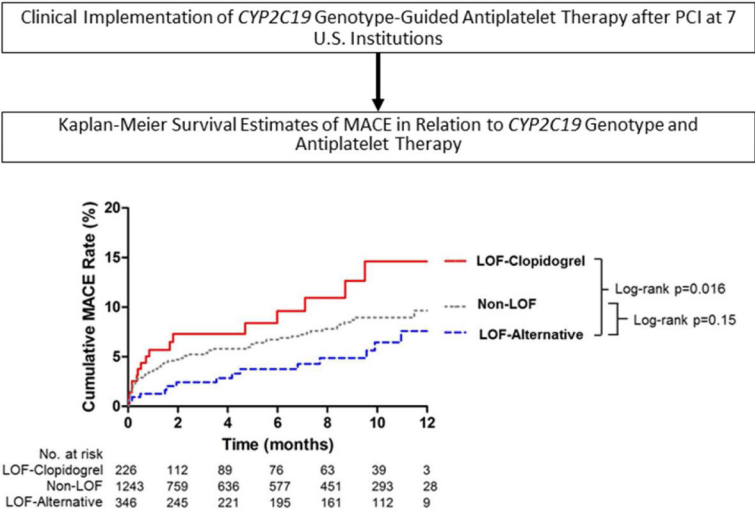 Clinical Implementation of CYP2C19 Genotype-Guided Antiplatelet Therapy after PCI at 7
U.S. Institutions
Kaplan-Meier Survival Estimates of MACE in Relation to CYP2C19 Genotype and
Antiplatelet Therapy
Cumulative MACE Rate (%)
20
15
10
5
0
LOF-Clopidogrel
Non-LOF
LOF-Alternative
Log-rank p=0.016
Log-rank p=0.15
0 2 4 6 8 10 12
Time (months)
No. at risk
LOF-Clopidogrel 226 112 89 76 63 39 3
Non-LOF 1243 759 636 577 451 293 28
LOF-Alternative 346 245 221 195 161 112 9